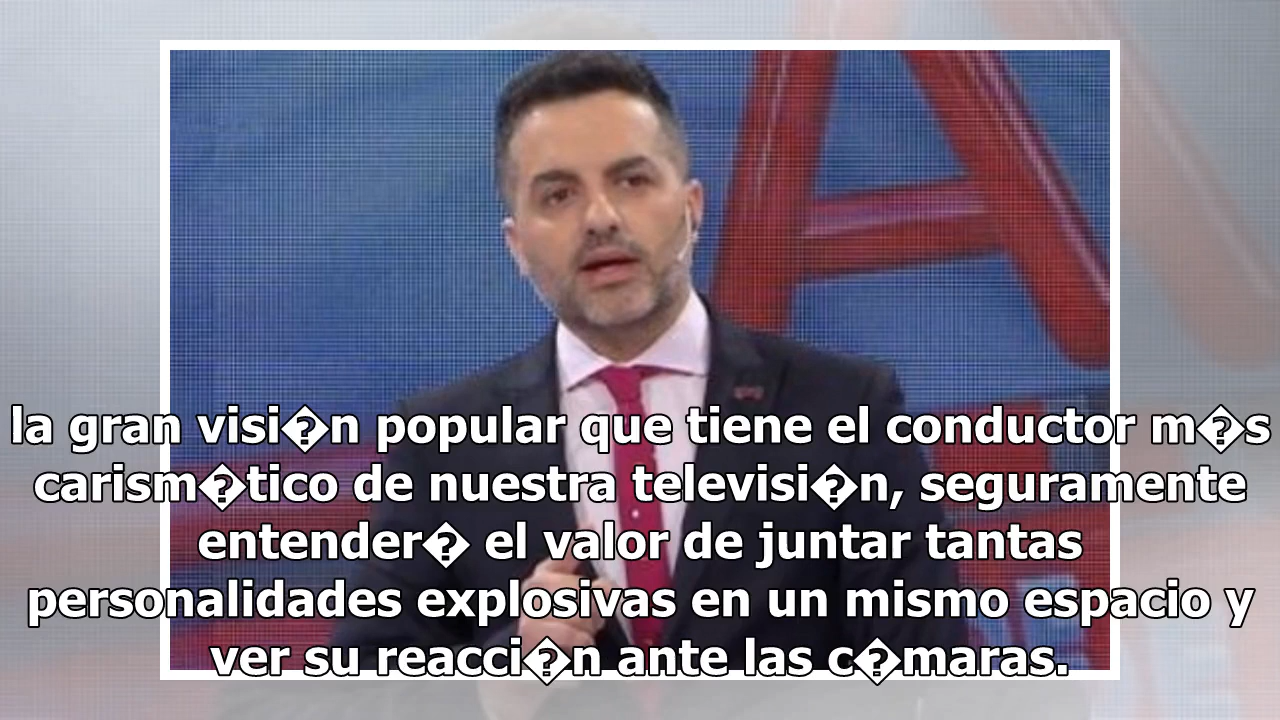 la gran visi�n popular que tiene el conductor m�s
carism�tico de nuestra televisi�n, seguramente
entender� el valor de juntar tantas
personalidades explosivas en un mismo espacio y
ver su reacci�n ante las c�maras.